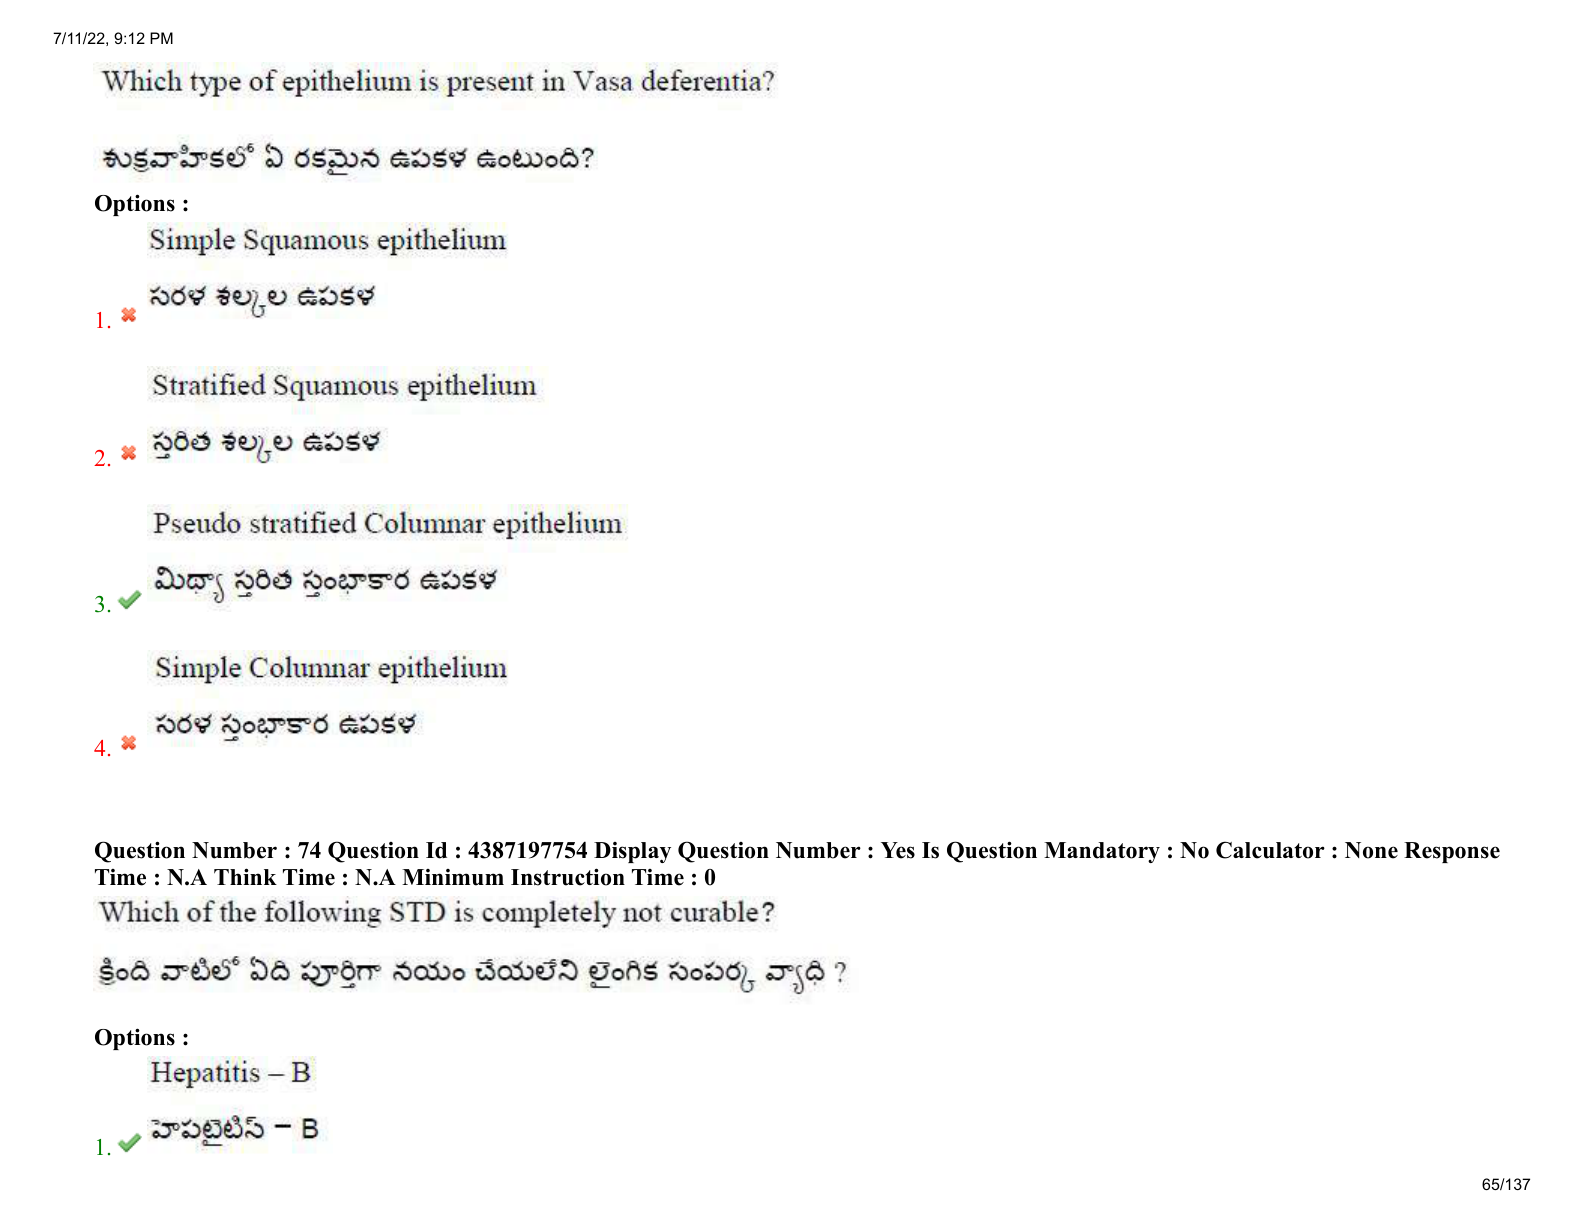 7/11/22, 9:12 PM
Which type of epithelium is present in Vasa deferentia?
శుక్రవాహికలో ఏ రకమైన ఉపకళ ఉంటుంది?
Options :
Simple Squamous epithelium
సరళ శల్కల ఉపకళ
1.
Stratified Squamous epithelium
స్తరిత శల్కల ఉపకళ
2.
Pseudo stratified Columnar epithelium
మిథ్యా స్తరిత స్తంభాకార ఉపకళ
3.
Simple Columnar epithelium
సరళ స్తంభాకార ఉపకళ
4.
Question Number : 74 Question Id : 4387197754 Display Question Number : Yes Is Question Mandatory : No Calculator : None Response
Time : N.A Think Time : N.A Minimum Instruction Time : 0
Which of the following STD is completely not curable?
క్రింది వాటిలో ఏది పూర్తిగా నయం చేయలేని లైంగిక సంపర్క వ్యాధి ?
Options :
Hepatitis – B
హెపటైటిస్ – B
1.
65/137